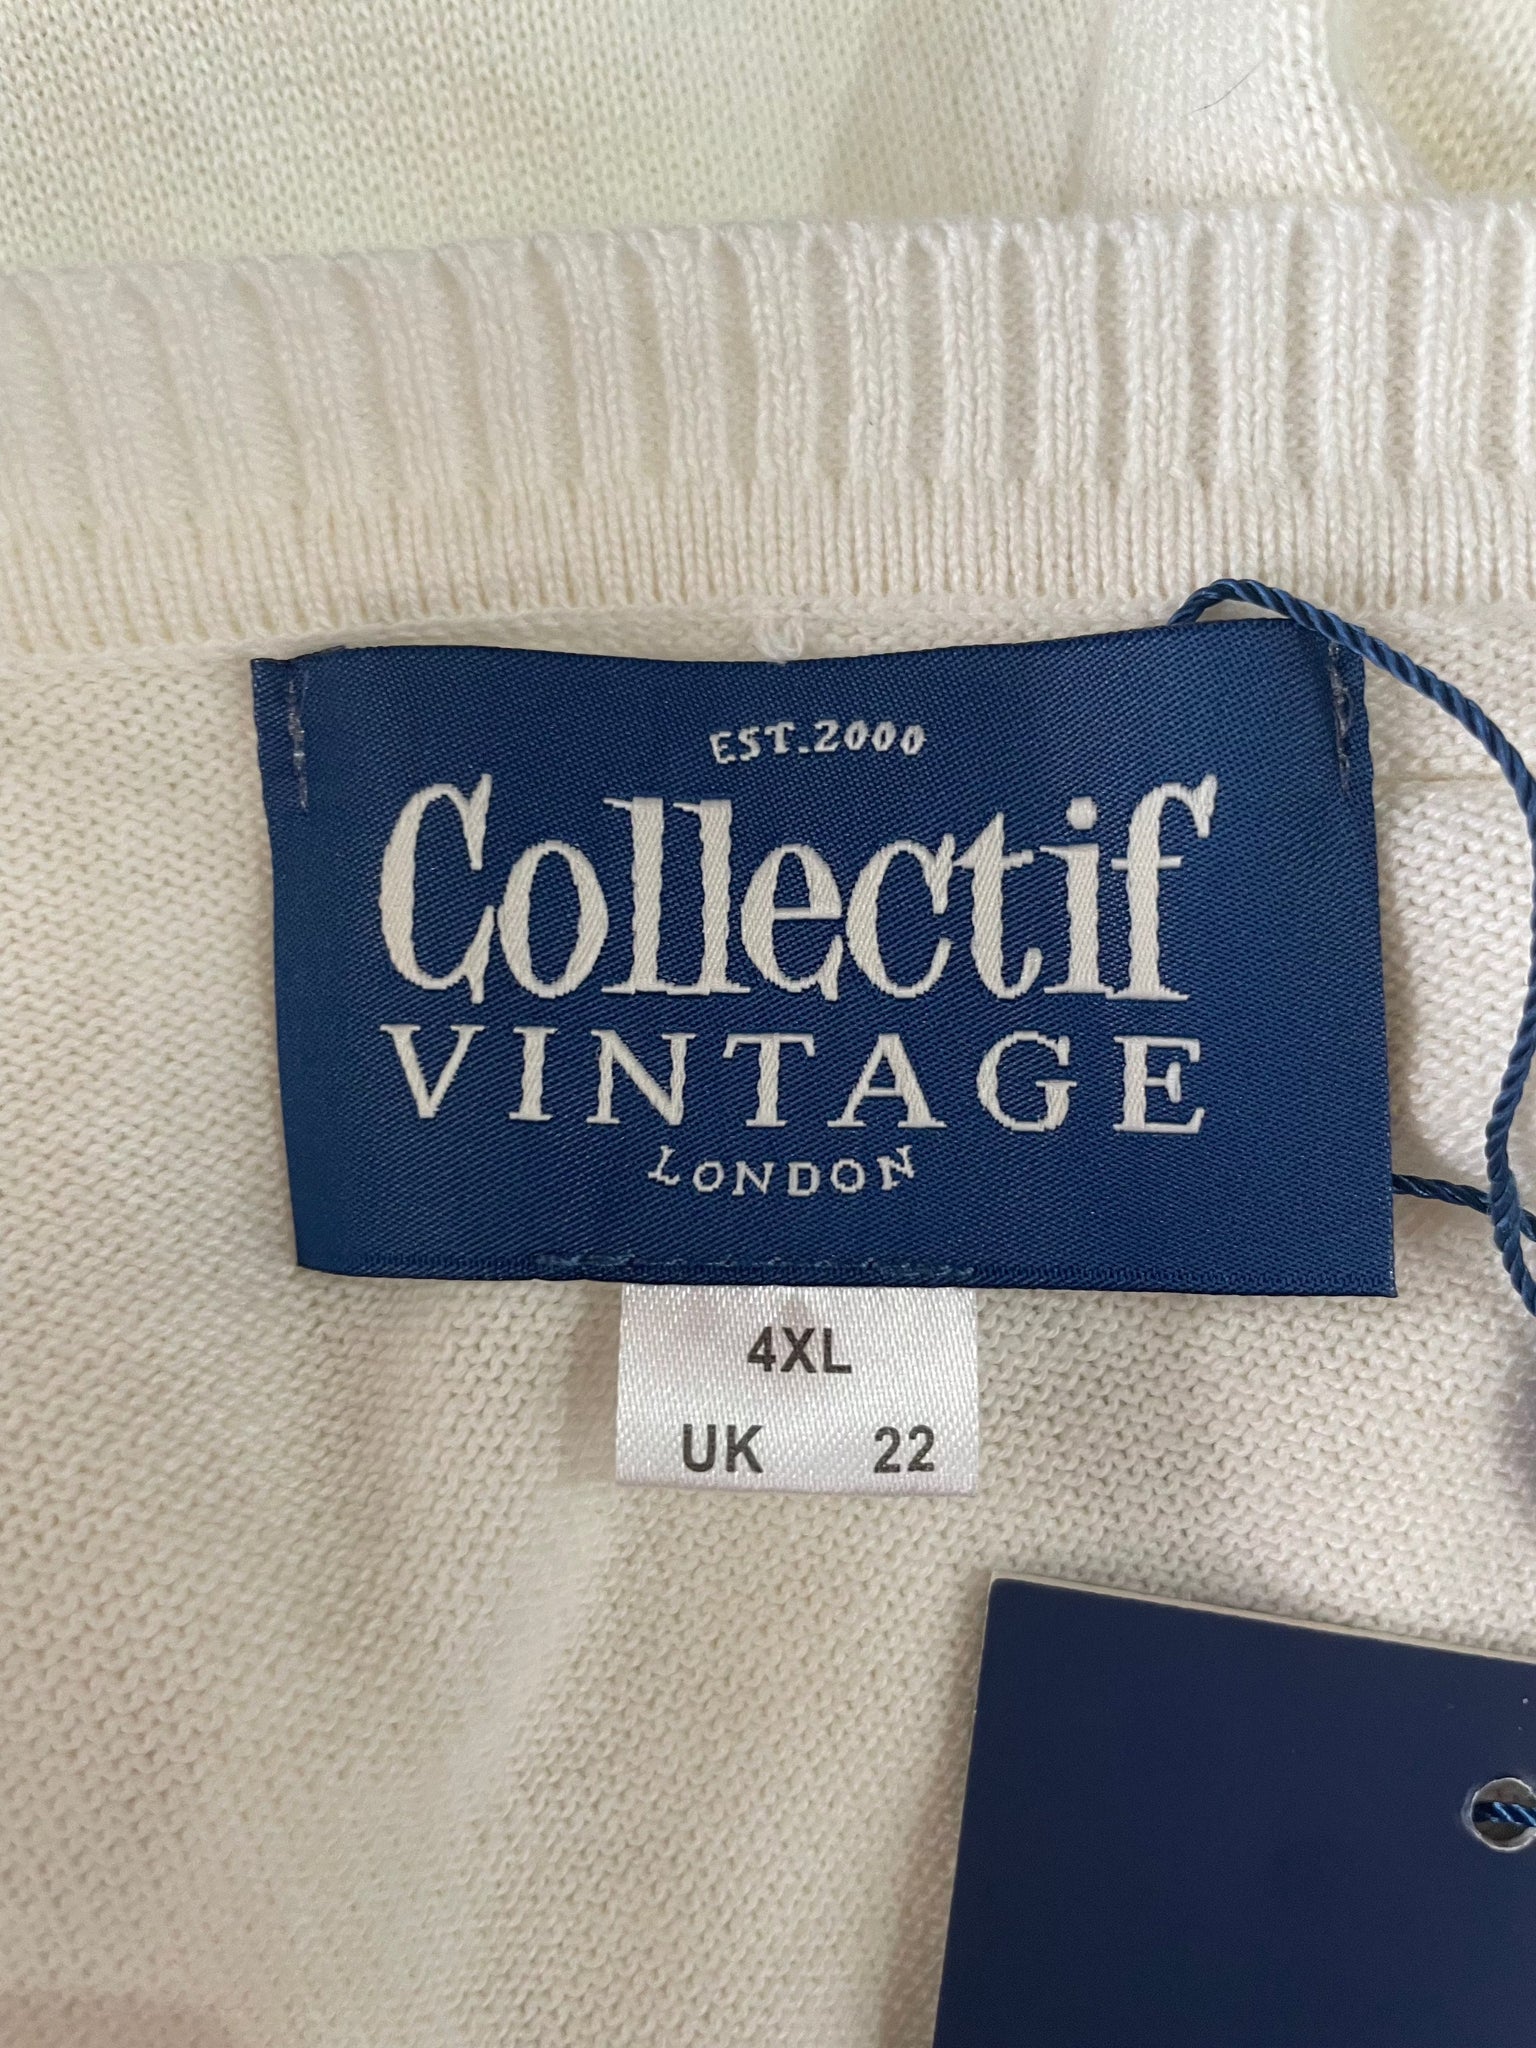 EST.2000
Collectif
VINTAGE
LONDON
4XL
UK 22